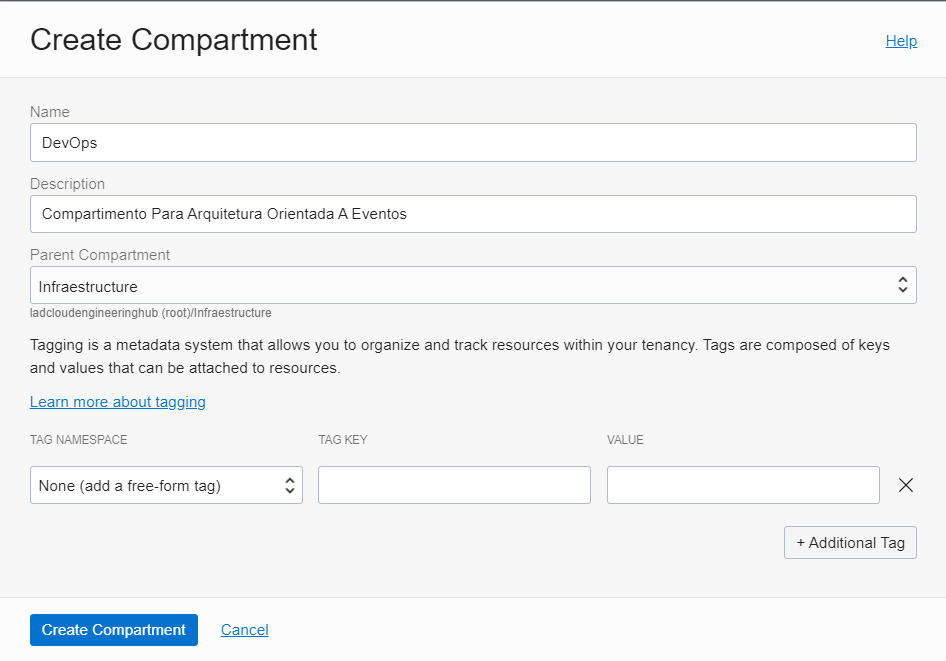 Create Compartment
Help
Name
DevOps
Description
Compartimento Para Arquitetura Orientada A Eventos
Parent Compartment
Infraestructure
ladcloudengineeringhub (root)/Infraestructure
Tagging is a metadata system that allows you to organize and track resources within your tenancy. Tags are composed of keys
and values that can be attached to resources.
Learn more about tagging
TAG NAMESPACE TAG KEY VALUE
None (add a free-form tag)
+ Additional Tag
Create Compartment Cancel